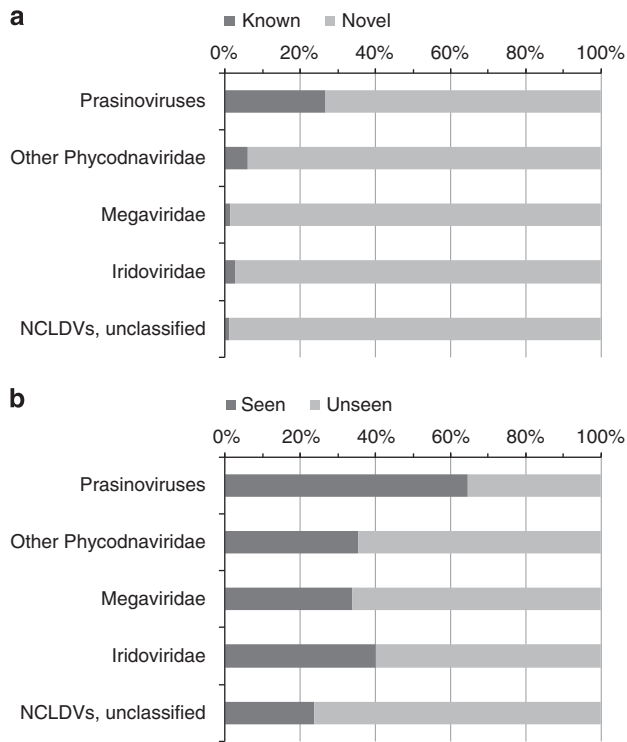 a
Known Novel
0% 20% 40% 60% 80% 100%
Prasinoviruses
Other Phycodnaviridae
Megaviridae
Iridoviridae
NCLDVs, unclassified
b
Seen Unseen
0% 20% 40% 60% 80% 100%
Prasinoviruses
Other Phycodnaviridae
Megaviridae
Iridoviridae
NCLDVs, unclassified